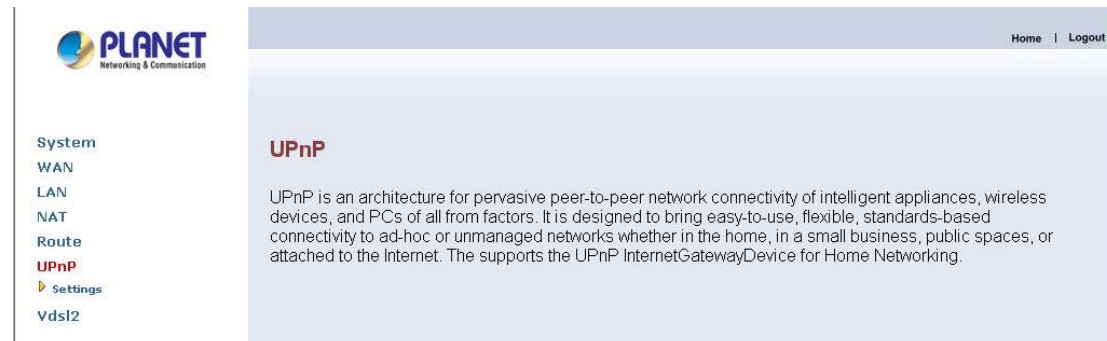 PLANET
Networking & Communication
Home | Logout
System
WAN
LAN
NAT
Route
UPnP
Settings
Vdsl2
UPnP
UPnP is an architecture for pervasive peer-to-peer network connectivity of intelligent appliances, wireless
devices, and PCs of all from factors. It is designed to bring easy-to-use, flexible, standards-based
connectivity to ad-hoc or unmanaged networks whether in the home, in a small business, public spaces, or
attached to the Internet. The supports the UPnP InternetGatewayDevice for Home Networking.